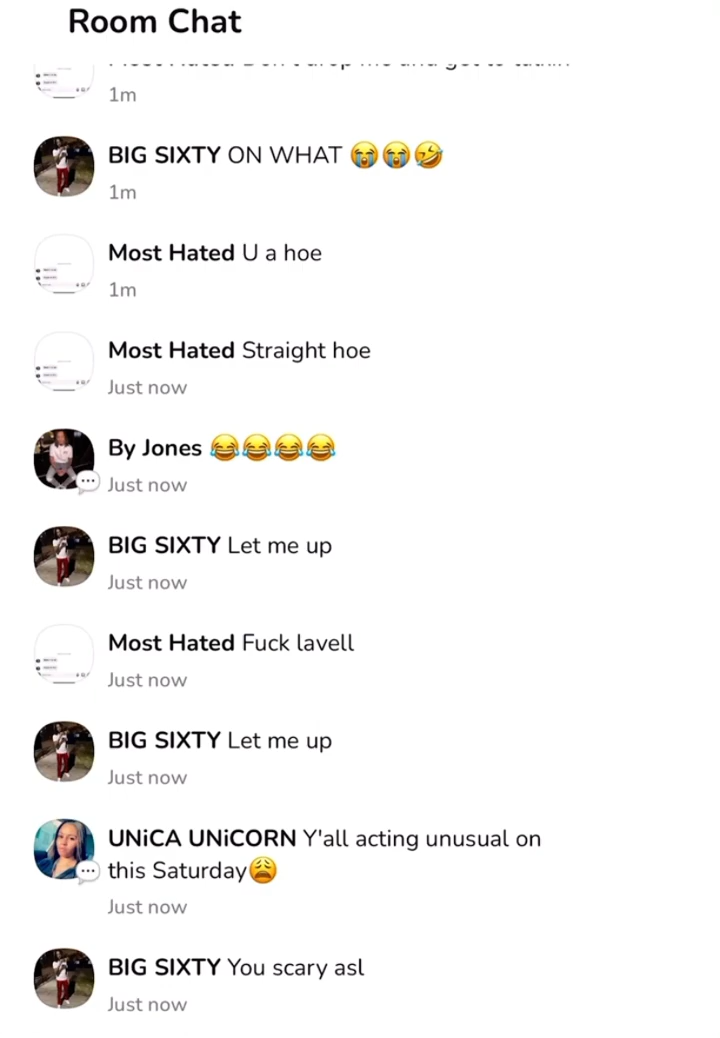 Room Chat
1m
BIG SIXTY ON WHAT 😭😭🤣
1m
Most Hated U a hoe
1m
Most Hated Straight hoe
Just now
By Jones 😂😂😂😂
Just now
BIG SIXTY Let me up
Just now
Most Hated Fuck lavell
Just now
BIG SIXTY Let me up
Just now
UNiCA UNiCORN Y'all acting unusual on
this Saturday😩
Just now
BIG SIXTY You scary asl
Just now